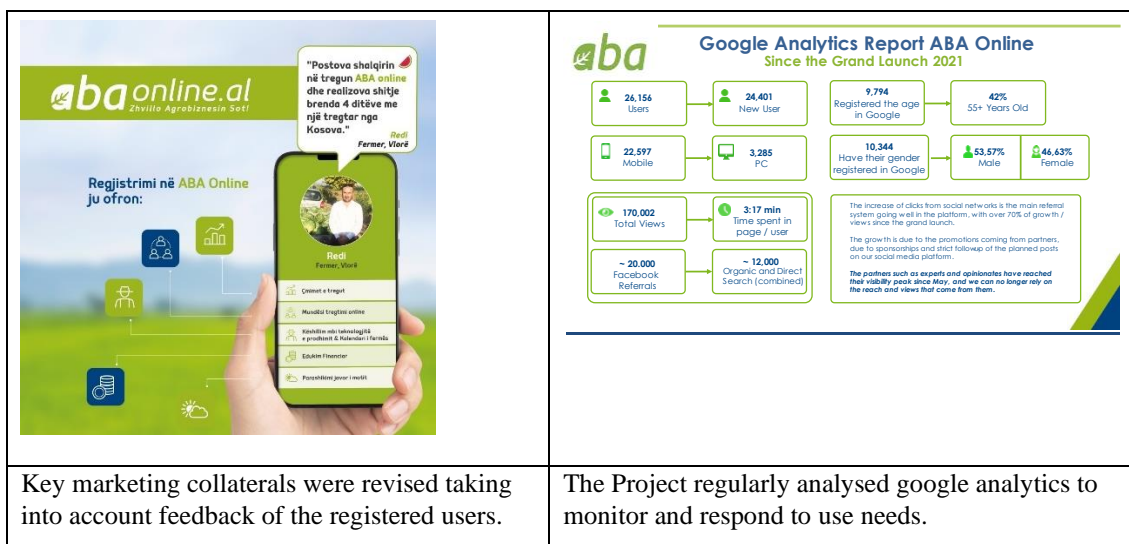 aba online.al
Zhvillo Agrobiznesin Sot!
"Postova shalqirin
në tregun ABA online
dhe realizova shitje
brenda 4 ditëve me
një tregtar nga
Kosova."
Redi
Fermer, Vlorë
Regjistrimi në ABA Online
ju ofron:
Redi
Fermer, Vlorë
Çmimet e tregut
Mundësi tregtimi online
Këshillim mbi teknologjitë
e prodhimit & Kalendari i fermës
Edukim Financier
Parashikimi javor i motit
aba
Google Analytics Report ABA Online
Since the Grand Launch 2021
26,156
Users
24,401
New User
9,794
Registered the age
in Google
42%
55+ Years Old
22,597
Mobile
3,285
PC
10,344
Have their gender
registered in Google
53,57%
Male
46,63%
Female
170,002
Total Views
3:17 min
Time spent in
page / user
~ 20.000
Facebook
Referrals
~ 12,000
Organic and Direct
Search (combined)
The increase of clicks from social networks is the main referral
system going well in the platform, with over 70% of growth /
views since the grand launch.
The growth is due to the promotions coming from partners,
due to sponsorships and strict followup of the planned posts
on our social media platform.
The partners such as experts and opinionates have reached
their visibility peak since May, and we can no longer rely on
the reach and views that come from them.
Key marketing collaterals were revised taking
into account feedback of the registered users.
The Project regularly analysed google analytics to
monitor and respond to use needs.